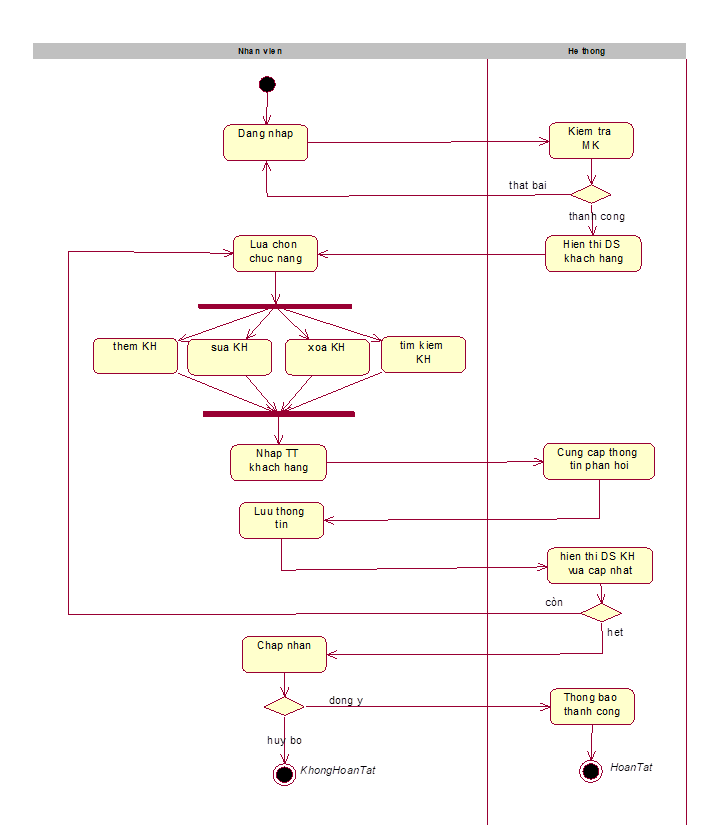 Nhan vien
He thong
Dang nhap
Kiem tra
MK
that bai
thanh cong
Lua chon
chuc nang
Hien thi DS
khach hang
them KH
sua KH
xoa KH
tim kiem
KH
Nhap TT
khach hang
Cung cap thong
tin phan hoi
Luu thong
tin
hien thi DS KH
vua cap nhat
còn
het
Chap nhan
dong y
Thong bao
thanh cong
huy bo
KhongHoanTat
HoanTat